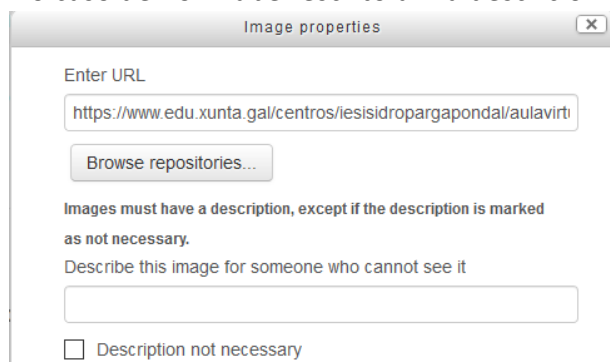 Image properties
Enter URL
https://www.edu.xunta.gal/centros/iesisidropargapondal/aulavirtu
Browse repositories...
Images must have a description, except if the description is marked
as not necessary.
Describe this image for someone who cannot see it
Description not necessary